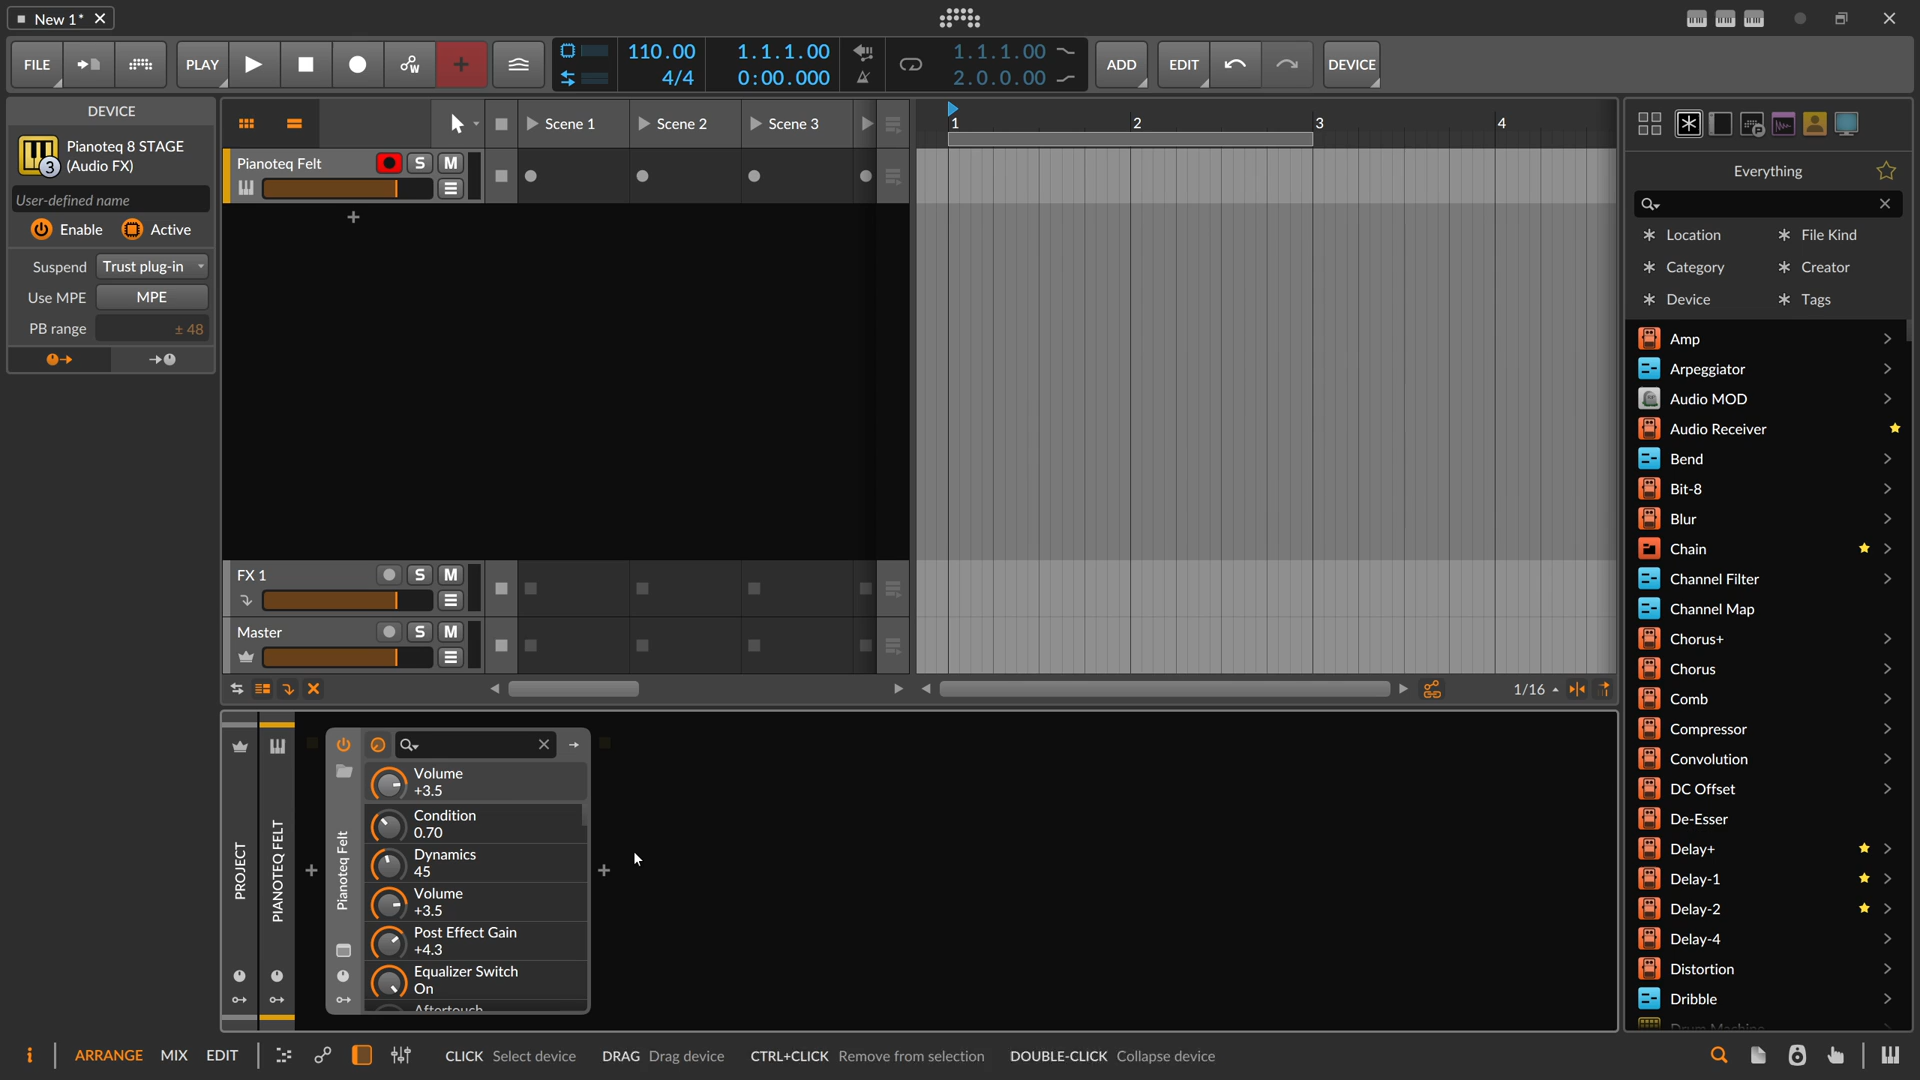 New 1*
FILE
PLAY
110.00
4/4
1.1.1.00
0:00.000
1.1.1.00
2.0.0.00
ADD
EDIT
DEVICE
DEVICE
Pianoteq 8 STAGE
(Audio FX)
3
User-defined name
Enable
Active
Suspend
Trust plug-in
Use MPE
MPE
PB range
± 48
Scene 1
Scene 2
Scene 3
1
2
3
4
Pianoteq Felt
S
M
+
FX 1
S
M
Master
S
M
1/16
PROJECT
PIANOTEQ FELT
Pianoteq Felt
Volume
+3.5
Condition
0.70
Dynamics
45
Volume
+3.5
Post Effect Gain
+4.3
Equalizer Switch
On
Aftertouch
Everything
Location
File Kind
Category
Creator
Device
Tags
Amp
Arpeggiator
Audio MOD
Audio Receiver
Bend
Bit-8
Blur
Chain
Channel Filter
Channel Map
Chorus+
Chorus
Comb
Compressor
Convolution
DC Offset
De-Esser
Delay+
Delay-1
Delay-2
Delay-4
Distortion
Dribble
Drum Machine
i
ARRANGE
MIX
EDIT
CLICK Select device
DRAG Drag device
CTRL+CLICK Remove from selection
DOUBLE-CLICK Collapse device